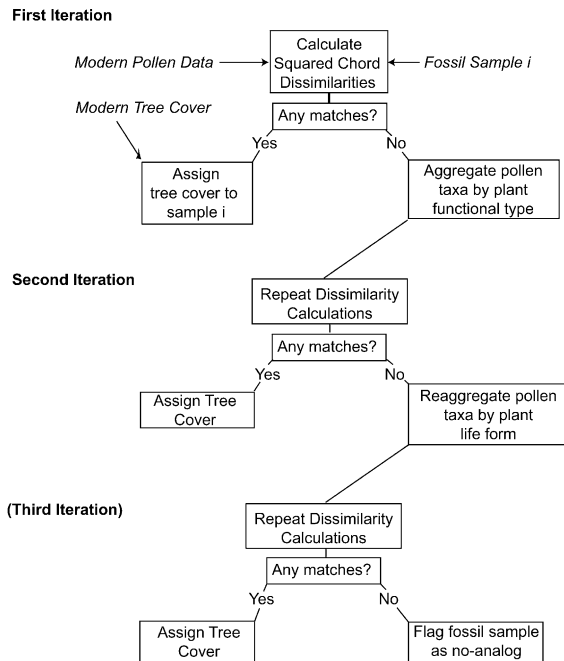 First Iteration
Calculate
Squared Chord
Dissimilarities
Modern Pollen Data
Fossil Sample i
Modern Tree Cover
Any matches?
Yes
No
Assign
tree cover to
sample i
Aggregate pollen
taxa by plant
functional type
Second Iteration
Repeat Dissimilarity
Calculations
Any matches?
Yes
No
Assign Tree
Cover
Reaggregate pollen
taxa by plant
life form
(Third Iteration)
Repeat Dissimilarity
Calculations
Any matches?
Yes
No
Assign Tree
Cover
Flag fossil sample
as no-analog